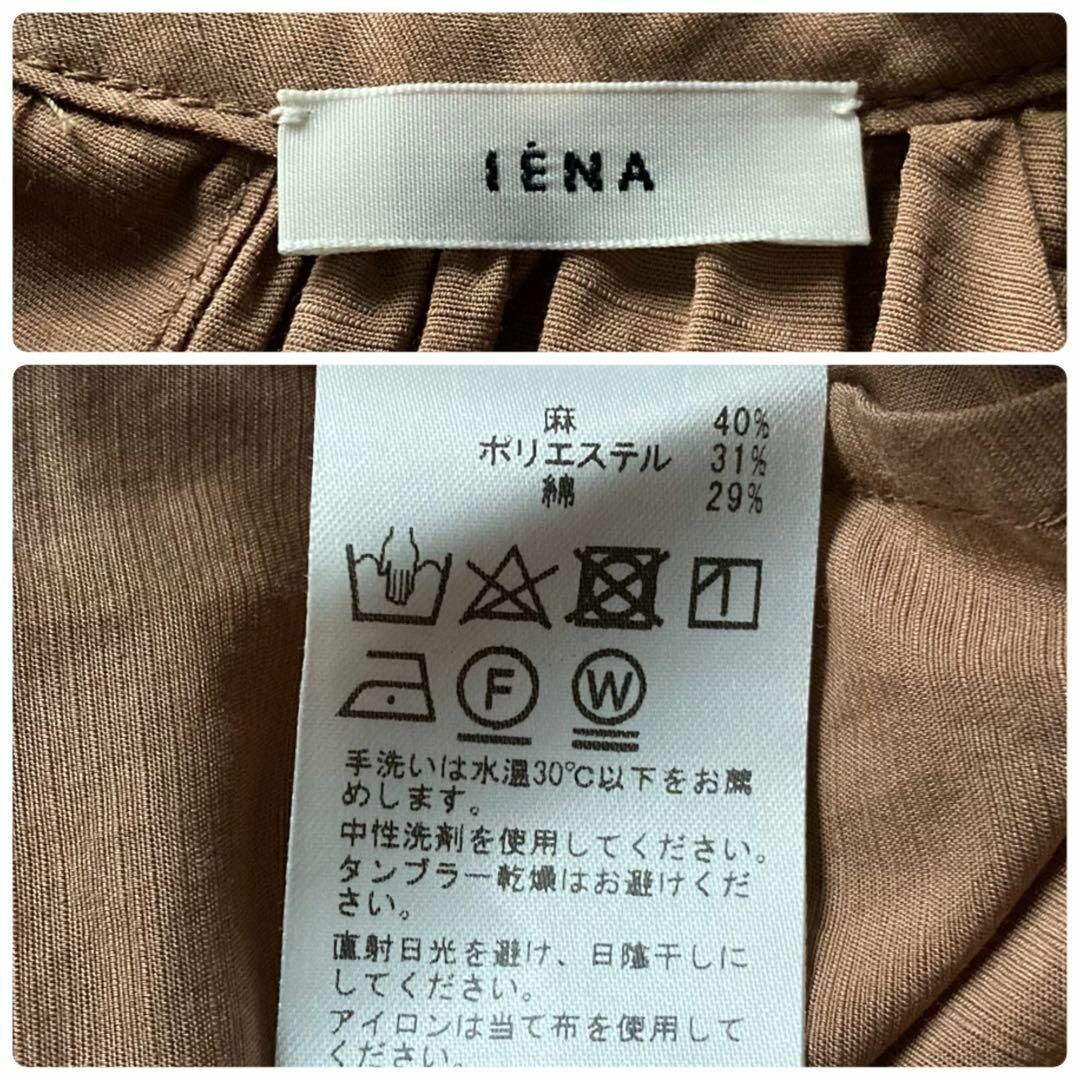 IÉNA
麻 40%
ポリエステル 31%
綿 29%
F W
手洗いは水温30℃以下をお薦
めします。
中性洗剤を使用してください。
タンブラー乾燥はお避けくだ
さい。
直射日光を避け、日陰干しに
してください。
アイロンは当て布を使用して
ください。